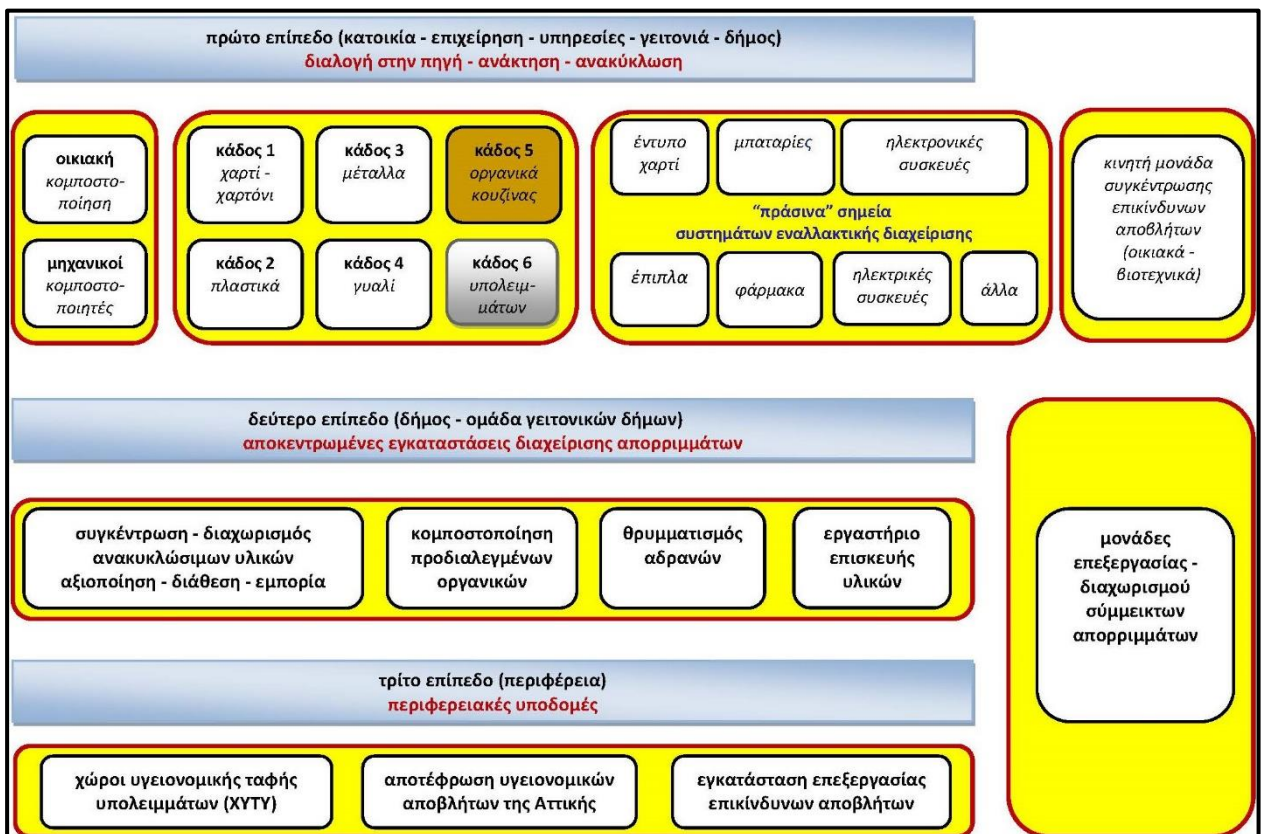 πρώτο επίπεδο (κατοικία - επιχείρηση - υπηρεσίες - γειτονιά - δήμος)
διαλογή στην πηγή - ανάκτηση - ανακύκλωση
οικιακή
κομποστο-
ποίηση
μηχανικοί
κομποστο-
ποιητές
κάδος 1
χαρτί -
χαρτόνι
κάδος 3
μέταλλα
κάδος 5
οργανικά
κουζίνας
κάδος 2
πλαστικά
κάδος 4
γυαλί
κάδος 6
υπολειμ-
μάτων
έντυπο
χαρτί
μπαταρίες
ηλεκτρονικές
συσκευές
“πράσινα” σημεία
συστημάτων εναλλακτικής διαχείρισης
έπιπλα
φάρμακα
ηλεκτρικές
συσκευές
άλλα
κινητή μονάδα
συγκέντρωσης
επικίνδυνων
αποβλήτων
(οικιακά -
βιοτεχνικά)
δεύτερο επίπεδο (δήμος - ομάδα γειτονικών δήμων)
αποκεντρωμένες εγκαταστάσεις διαχείρισης απορριμμάτων
συγκέντρωση - διαχωρισμός
ανακυκλώσιμων υλικών
αξιοποίηση - διάθεση - εμπορία
κομποστοποίηση
προδιαλεγμένων
οργανικών
θρυμματισμός
αδρανών
εργαστήριο
επισκευής
υλικών
μονάδες
επεξεργασίας -
διαχωρισμού
σύμμεικτων
απορριμμάτων
τρίτο επίπεδο (περιφέρεια)
περιφερειακές υποδομές
χώροι υγειονομικής ταφής
υπολειμμάτων (ΧΥΤΥ)
αποτέφρωση υγειονομικών
αποβλήτων της Αττικής
εγκατάσταση επεξεργασίας
επικίνδυνων αποβλήτων